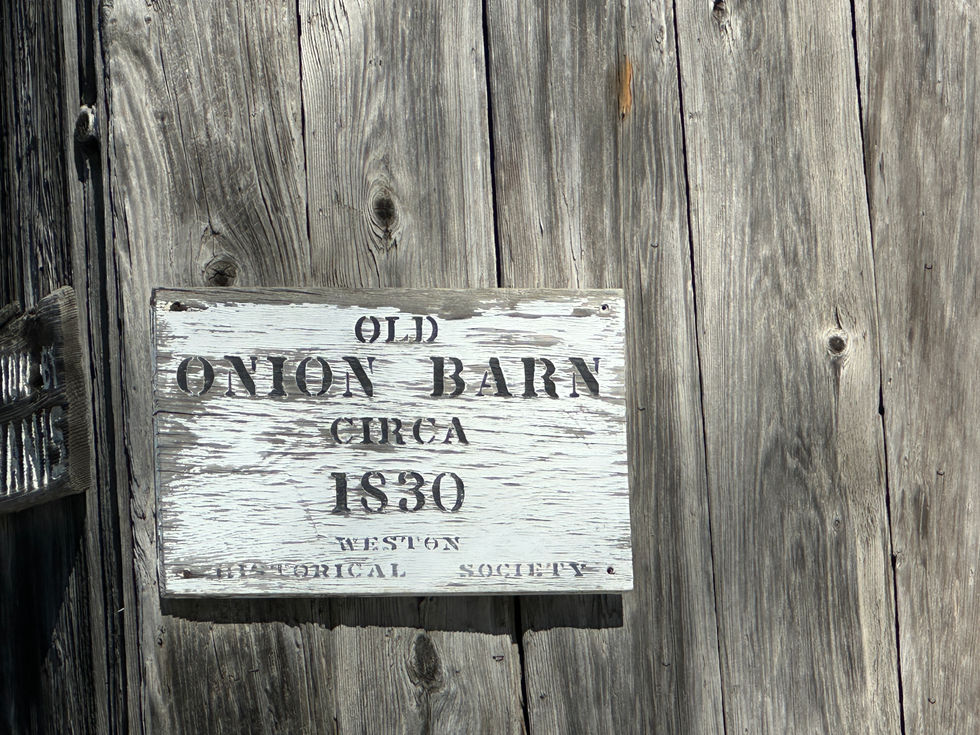 OLD
ONION BARN
CIRCA
1830
WESTON
HISTORICAL SOCIETY